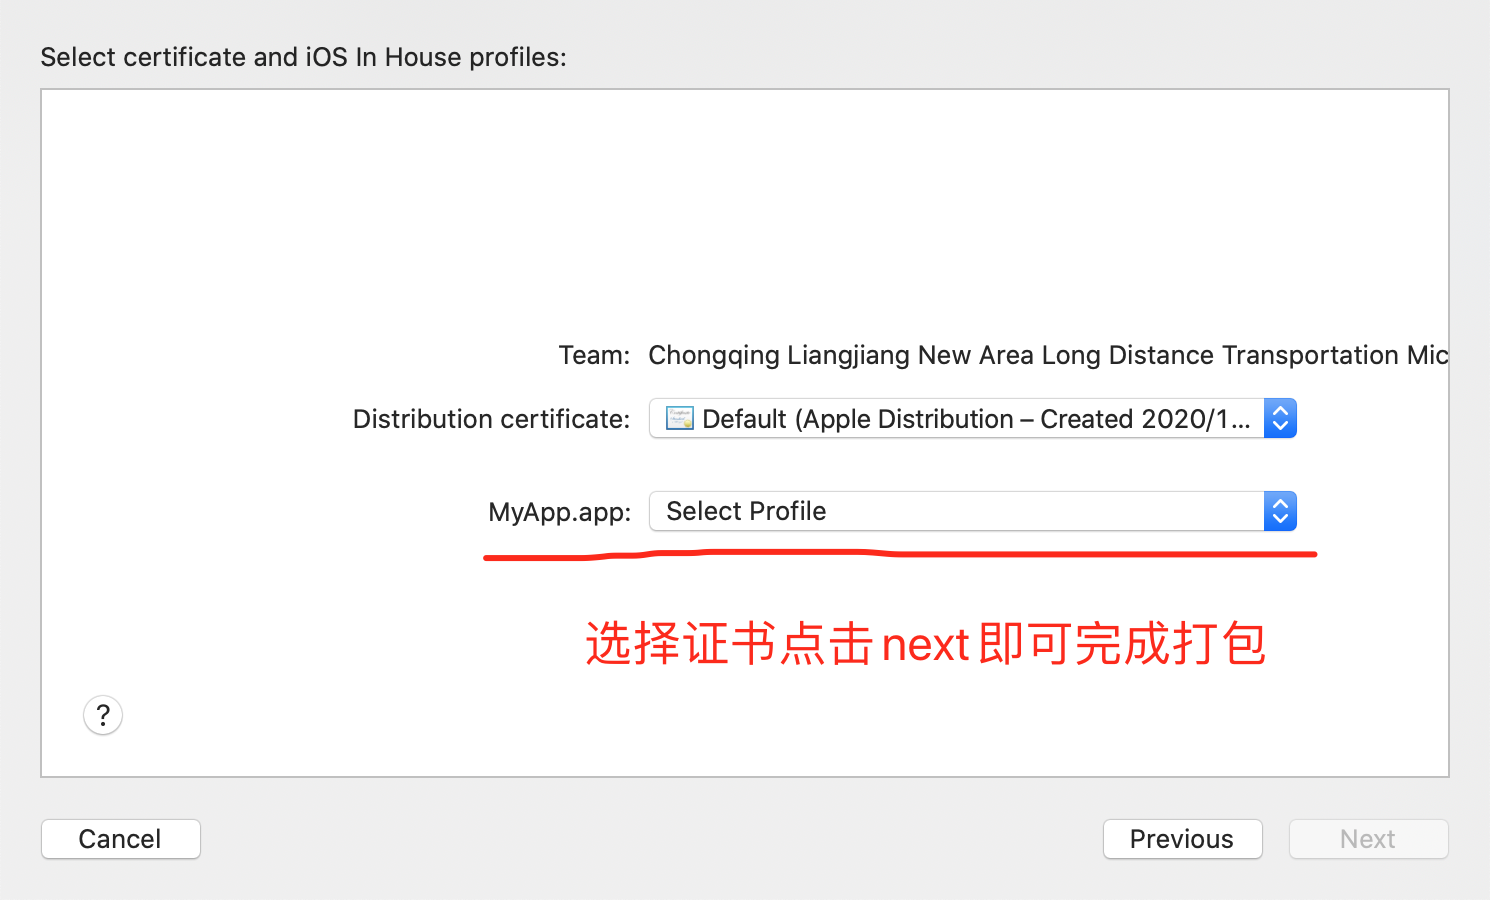 Select certificate and iOS In House profiles:
Team: Chongqing Liangjiang New Area Long Distance Transportation Mic
Distribution certificate: Default (Apple Distribution – Created 2020/1...
MyApp.app: Select Profile
选择证书点击next即可完成打包
?
Cancel Previous Next